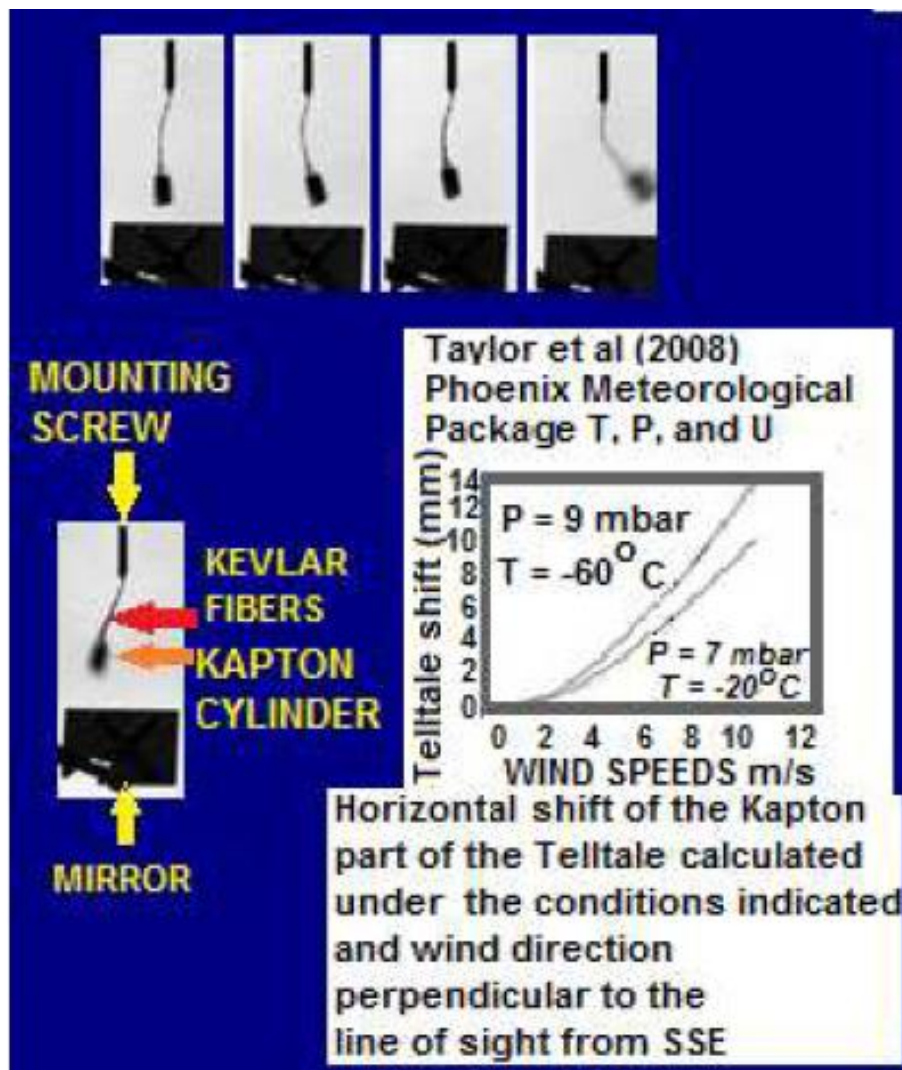 MOUNTING
SCREW
KEVLAR
FIBERS
KAPTON
CYLINDER
MIRROR
Taylor et al (2008)
Phoenix Meteorological
Package T, P, and U
Telltale shift (mm)
14
12
10
8
6
4
2
0
P = 9 mbar
T = -60°C
P = 7 mbar
T = -20°C
0 2 4 6 8 10 12
WIND SPEEDS m/s
Horizontal shift of the Kapton
part of the Telltale calculated
under the conditions indicated
and wind direction
perpendicular to the
line of sight from SSE